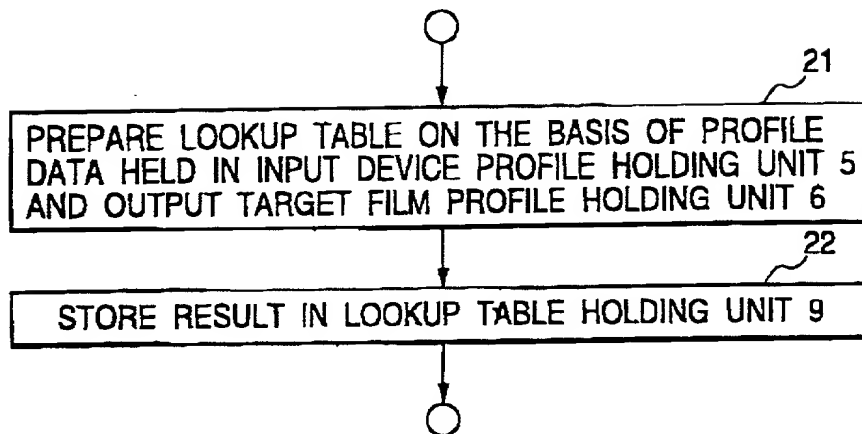 21
PREPARE LOOKUP TABLE ON THE BASIS OF PROFILE
DATA HELD IN INPUT DEVICE PROFILE HOLDING UNIT 5
AND OUTPUT TARGET FILM PROFILE HOLDING UNIT 6
22
STORE RESULT IN LOOKUP TABLE HOLDING UNIT 9